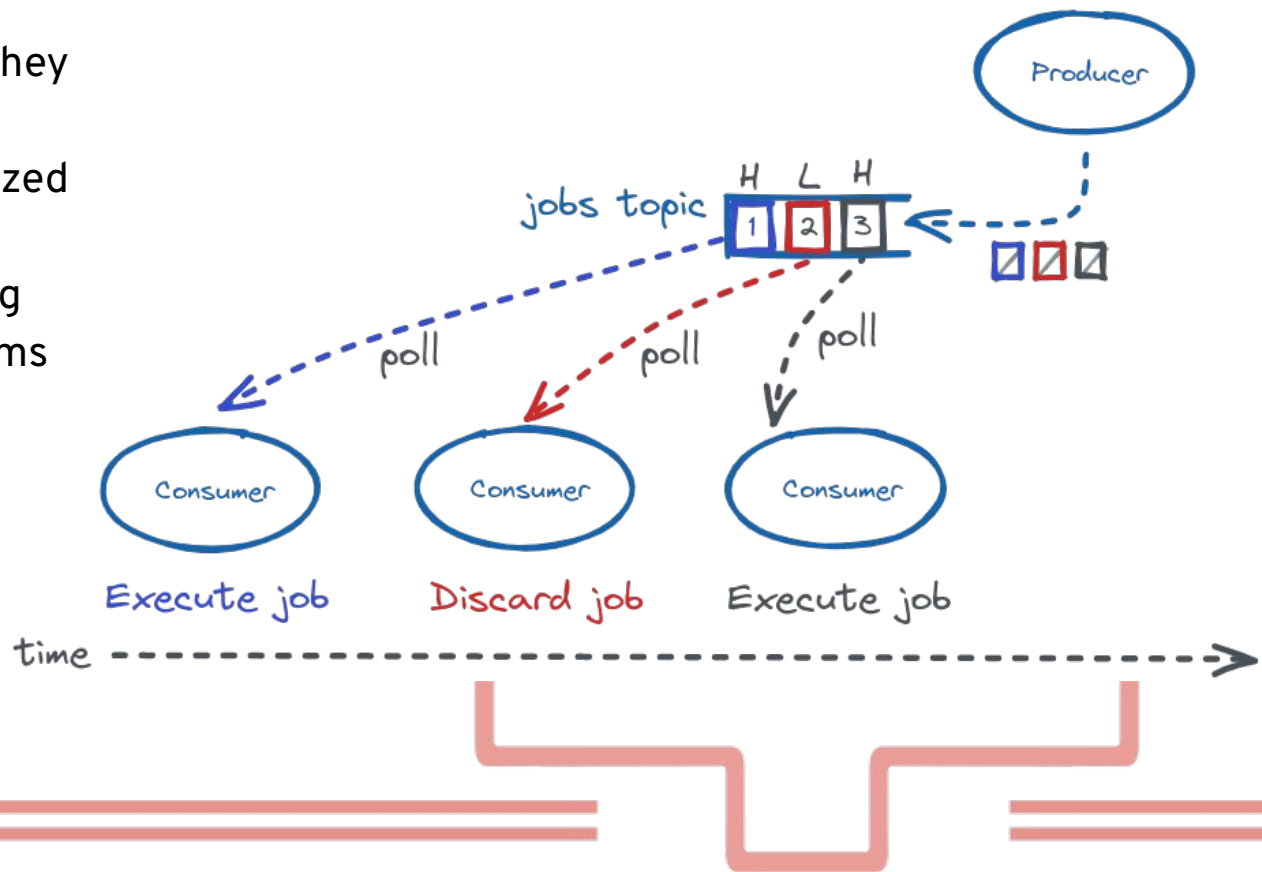 hey
zed
g
ms
Producer
H L H
jobs topic
1 2 3
poll
poll
poll
Consumer
Consumer
Consumer
Execute job
Discard job
Execute job
time